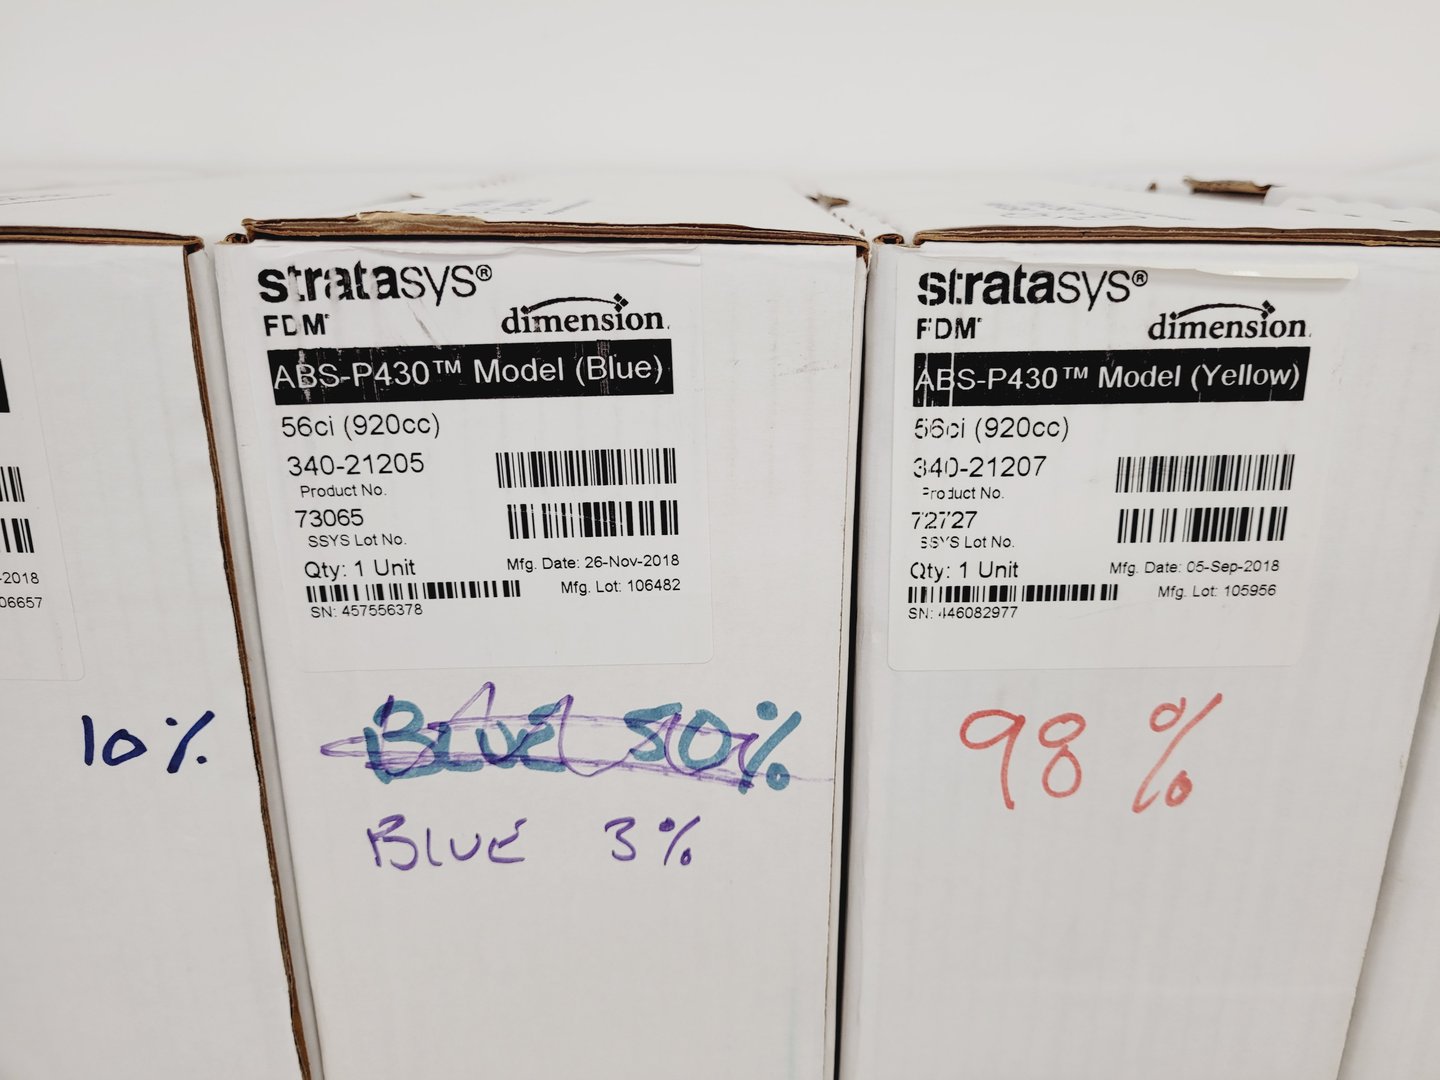 -2018
06657
10%
stratasys®
FDM®
dimension
ABS-P430™ Model (Blue)
56ci (920cc)
340-21205
Product No.
73065
SSYS Lot No.
Qty: 1 Unit
Mfg. Date: 26-Nov-2018
Mfg. Lot: 106482
SN: 457556378
BLUE 50%
BLUE 3%
stratasys®
FDM®
dimension
ABS-P430™ Model (Yellow)
56ci (920cc)
340-21207
Product No.
72727
SSYS Lot No.
Qty: 1 Unit
Mfg. Date: 05-Sep-2018
Mfg. Lot: 105956
SN: 446082977
98%